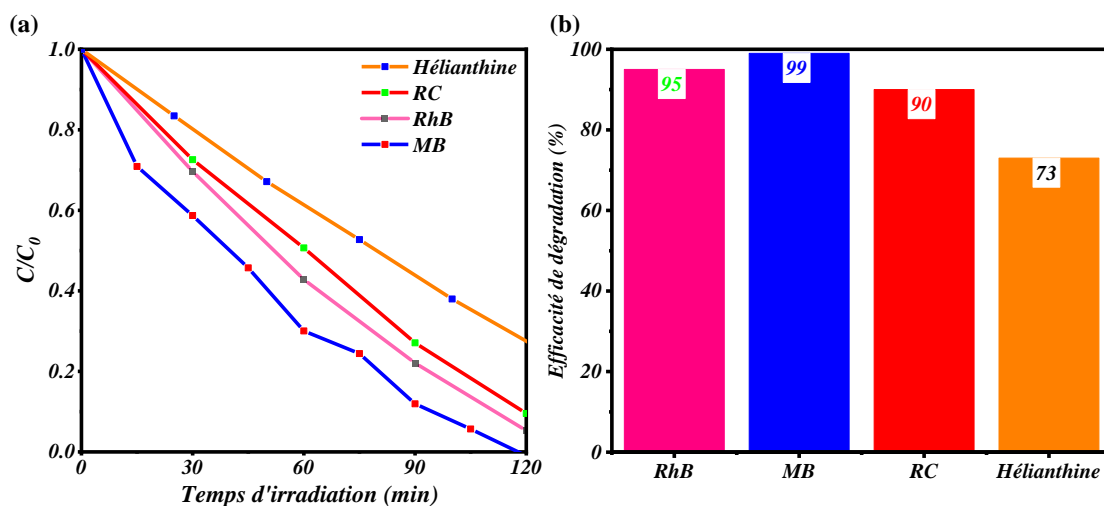 (a)
1.0
0.8
0.6
0.4
0.2
0.0
C/C0
0
30
60
90
120
Temps d'irradiation (min)
Hélianthine
RC
RhB
MB
(b)
100
80
60
40
20
0
Efficacité de dégradation (%)
95
99
90
73
RhB
MB
RC
Hélianthine